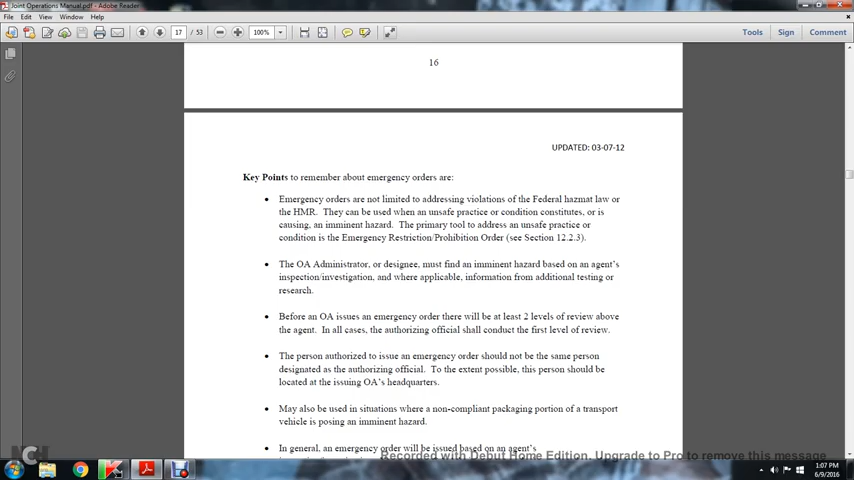 Joint Operations Manual.pdf - Adobe Reader
File Edit View Window Help
17 / 53 100% Tools Sign Comment
16
UPDATED: 03-07-12
Key Points to remember about emergency orders are:
• Emergency orders are not limited to addressing violations of the Federal hazmat law or
the HMR. They can be used when an unsafe practice or condition constitutes, or is
causing, an imminent hazard. The primary tool to address an unsafe practice or
condition is the Emergency Restriction/Prohibition Order (see Section 12.2.3).
• The OA Administrator, or designee, must find an imminent hazard based on an agent's
inspection/investigation, and where applicable, information from additional testing or
research.
• Before an OA issues an emergency order there will be at least 2 levels of review above
the agent. In all cases, the authorizing official shall conduct the first level of review.
• The person authorized to issue an emergency order should not be the same person
designated as the authorizing official. To the extent possible, this person should be
located at the issuing OA's headquarters.
• May also be used in situations where a non-compliant packaging portion of a transport
vehicle is posing an imminent hazard.
• In general, an emergency order will be issued based on an agent's
Recorded with Debut Home Edition. Upgrade to Pro to remove this message
NCH
1:07 PM
6/9/2016